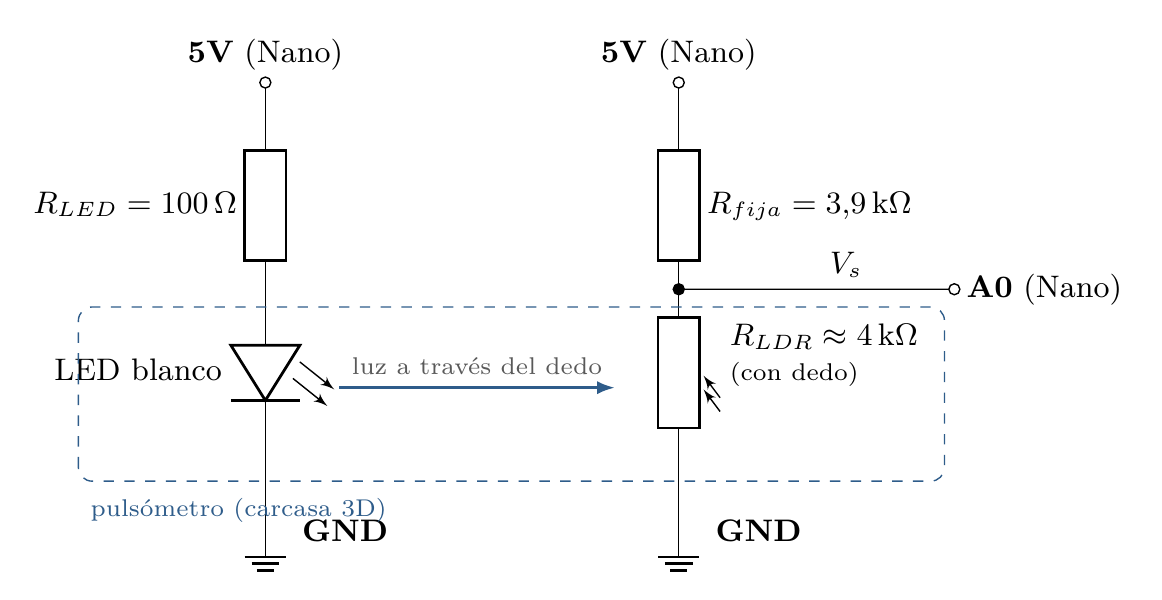 5V (Nano)
5V (Nano)
R_{LED} = 100 Ω
R_{fija} = 3,9 kΩ
V_s
A0 (Nano)
LED blanco
luz a través del dedo
R_{LDR} ≈ 4 kΩ
(con dedo)
pulsómetro (carcasa 3D)
GND
GND